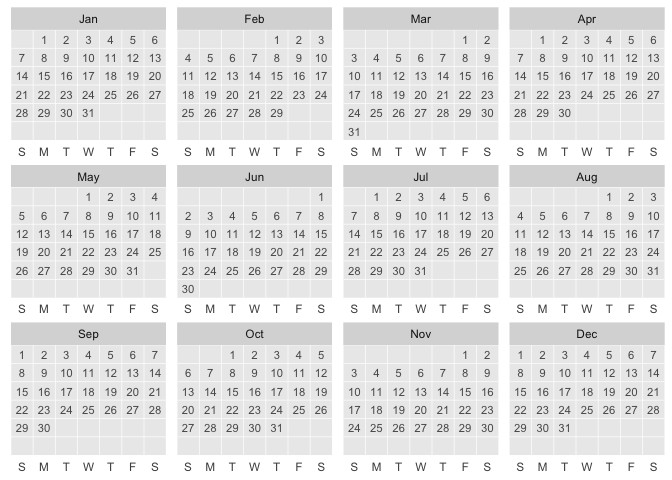 Jan Feb Mar Apr
1 2 3 4 5 6 1 2 3 1 2 1 2 3 4 5 6
7 8 9 10 11 12 13 4 5 6 7 8 9 10 3 4 5 6 7 8 9 7 8 9 10 11 12 13
14 15 16 17 18 19 20 11 12 13 14 15 16 17 10 11 12 13 14 15 16 14 15 16 17 18 19 20
21 22 23 24 25 26 27 18 19 20 21 22 23 24 17 18 19 20 21 22 23 21 22 23 24 25 26 27
28 29 30 31 25 26 27 28 29 24 25 26 27 28 29 30 28 29 30
31
S M T W T F S S M T W T F S S M T W T F S S M T W T F S
May Jun Jul Aug
1 2 3 4 1 1 2 3 4 5 6 1 2 3
5 6 7 8 9 10 11 2 3 4 5 6 7 8 7 8 9 10 11 12 13 4 5 6 7 8 9 10
12 13 14 15 16 17 18 9 10 11 12 13 14 15 14 15 16 17 18 19 20 11 12 13 14 15 16 17
19 20 21 22 23 24 25 16 17 18 19 20 21 22 21 22 23 24 25 26 27 18 19 20 21 22 23 24
26 27 28 29 30 31 23 24 25 26 27 28 29 28 29 30 31 25 26 27 28 29 30 31
30
S M T W T F S S M T W T F S S M T W T F S S M T W T F S
Sep Oct Nov Dec
1 2 3 4 5 6 7 1 2 3 4 5 1 2 1 2 3 4 5 6 7
8 9 10 11 12 13 14 6 7 8 9 10 11 12 3 4 5 6 7 8 9 8 9 10 11 12 13 14
15 16 17 18 19 20 21 13 14 15 16 17 18 19 10 11 12 13 14 15 16 15 16 17 18 19 20 21
22 23 24 25 26 27 28 20 21 22 23 24 25 26 17 18 19 20 21 22 23 22 23 24 25 26 27 28
29 30 27 28 29 30 31 24 25 26 27 28 29 30 29 30 31
S M T W T F S S M T W T F S S M T W T F S S M T W T F S